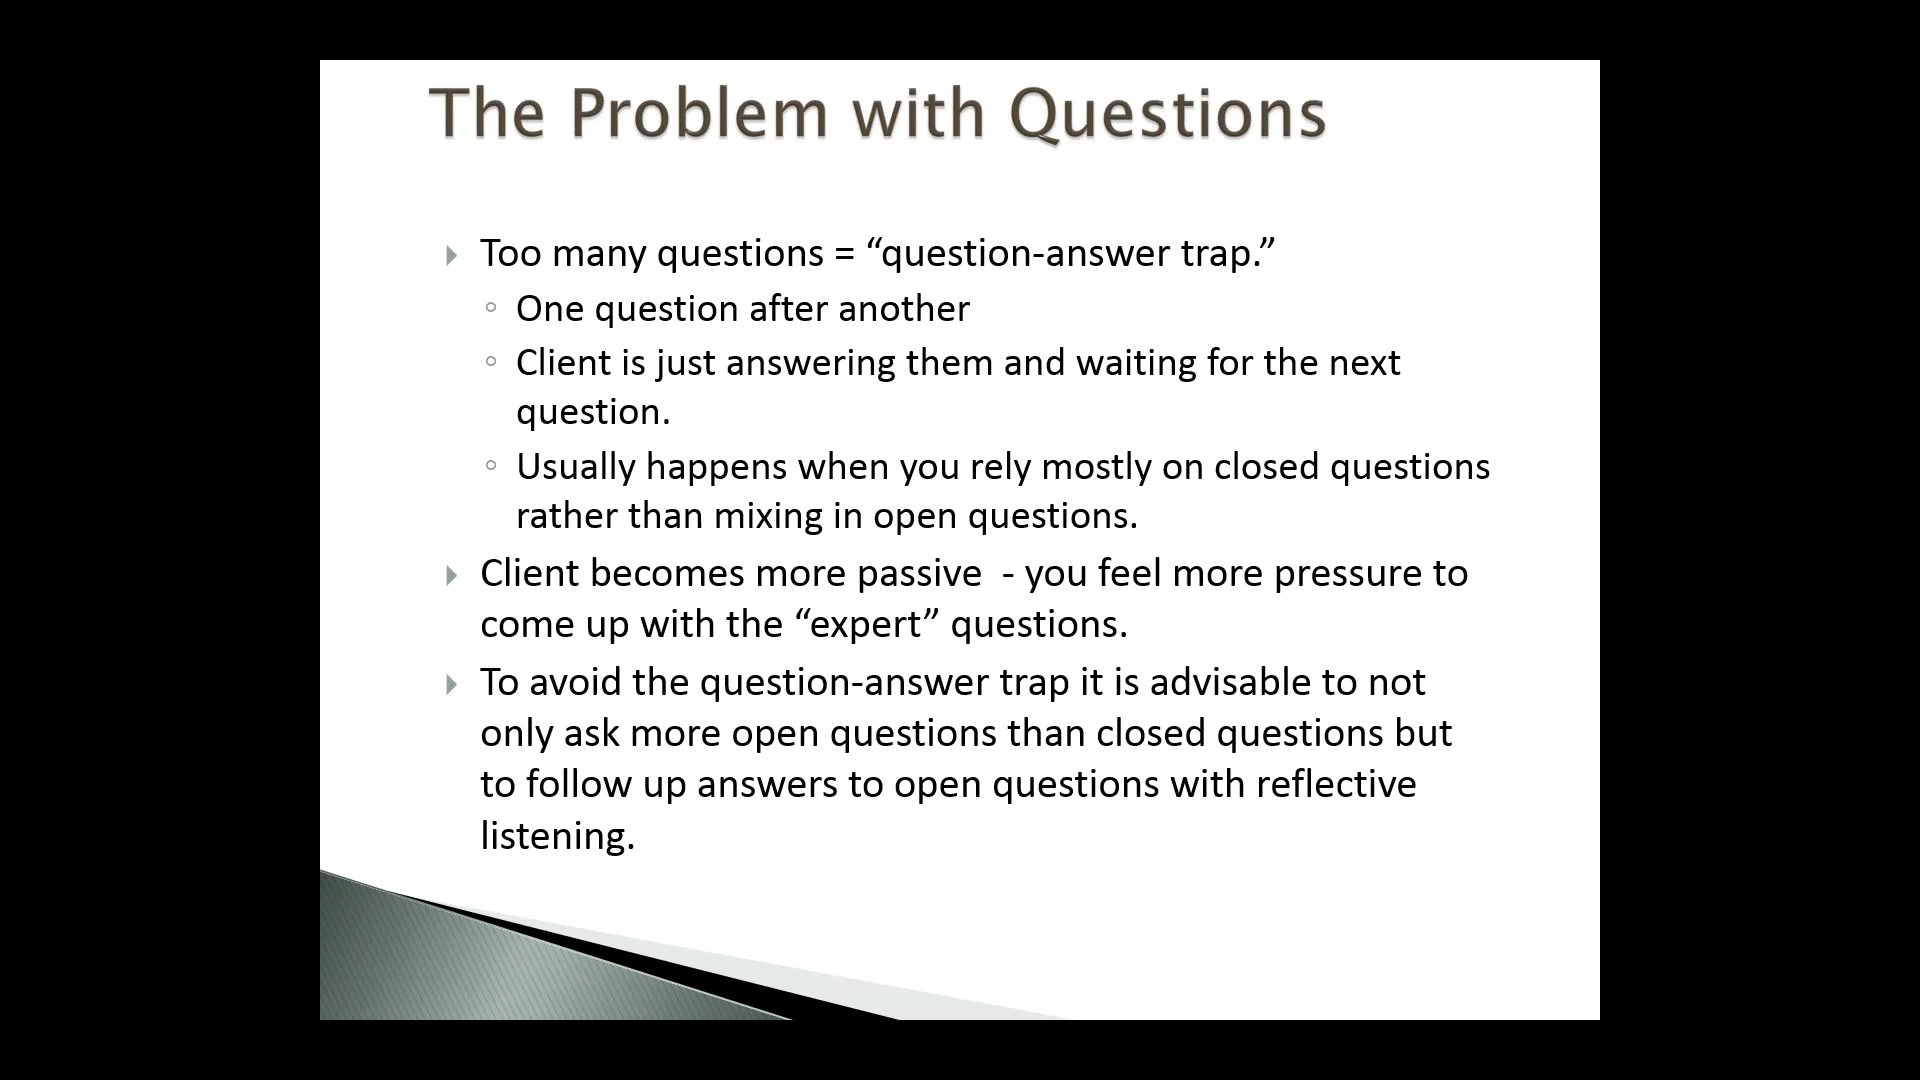 The Problem with Questions
Too many questions = “question-answer trap.”
One question after another
Client is just answering them and waiting for the next
question.
Usually happens when you rely mostly on closed questions
rather than mixing in open questions.
Client becomes more passive  - you feel more pressure to
come up with the “expert” questions.
To avoid the question-answer trap it is advisable to not
only ask more open questions than closed questions but
to follow up answers to open questions with reflective
listening.